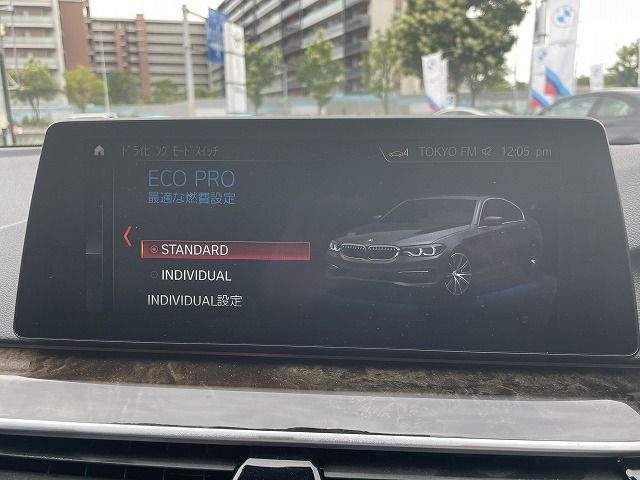 ドライビングモードスイッチ
4 TOKYO FM 12:05 pm
ECO PRO
最適な燃費設定
STANDARD
INDIVIDUAL
INDIVIDUAL設定